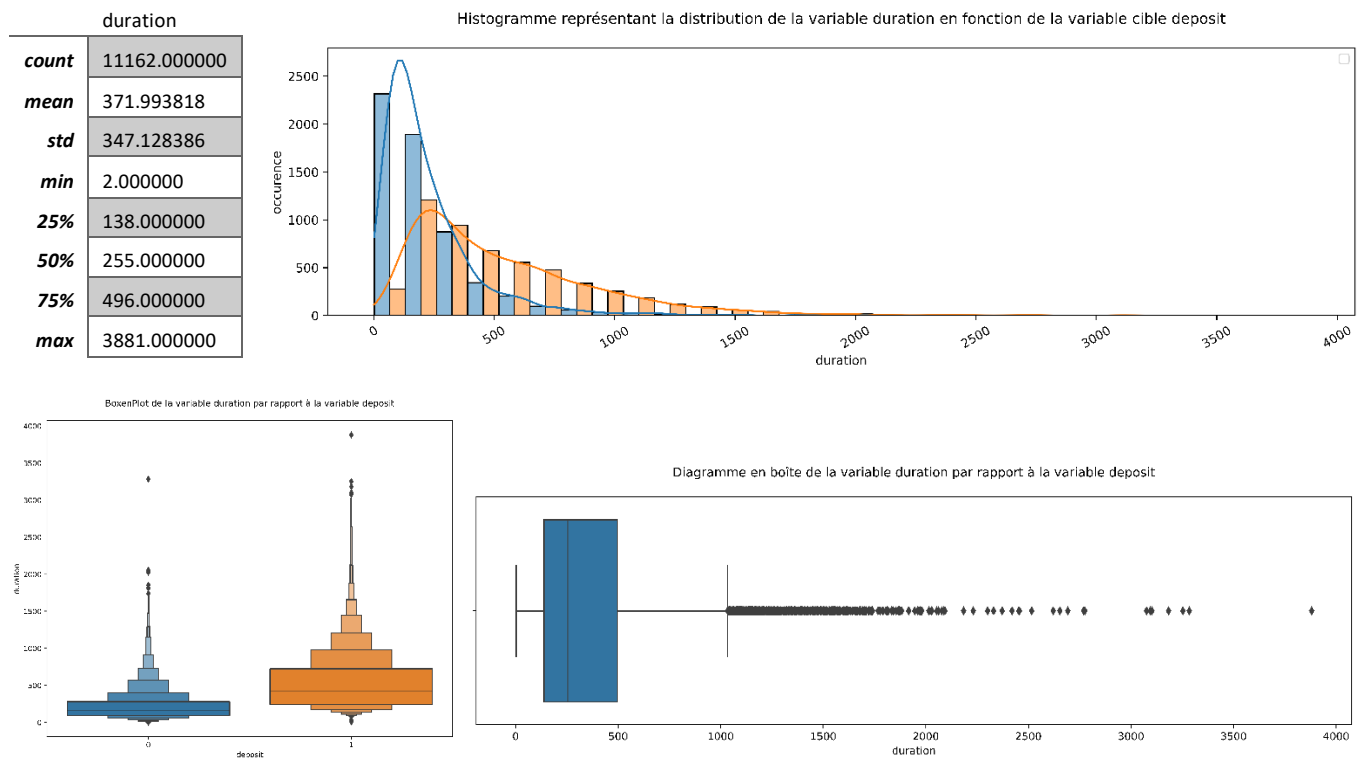 duration
count 11162.000000
mean 371.993818
std 347.128386
min 2.000000
25% 138.000000
50% 255.000000
75% 496.000000
max 3881.000000
Histogramme représentant la distribution de la variable duration en fonction de la variable cible deposit
occurence
2500
2000
1500
1000
500
0
0 500 1000 1500 2000 2500 3000 3500 4000
duration
BoxenPlot de la variable duration par rapport à la variable deposit
duration
4000
3500
3000
2500
2000
1500
1000
500
0
0 1
deposit
Diagramme en boîte de la variable duration par rapport à la variable deposit
0 500 1000 1500 2000 2500 3000 3500 4000
duration